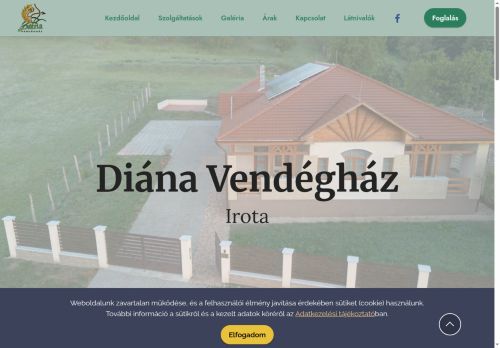 Diána
VENDÉGHÁZ
Kezdőoldal Szolgáltatások Galéria Árak Kapcsolat Látnivalók Foglalás
Diána Vendégház
Irota
Weboldalunk zavartalan működése, és a felhasználói élmény javítása érdekében sütiket (cookie) használunk.
További információ a sütikről és a kezelt adatok köréről az Adatkezelési tájékoztatóban.
Elfogadom